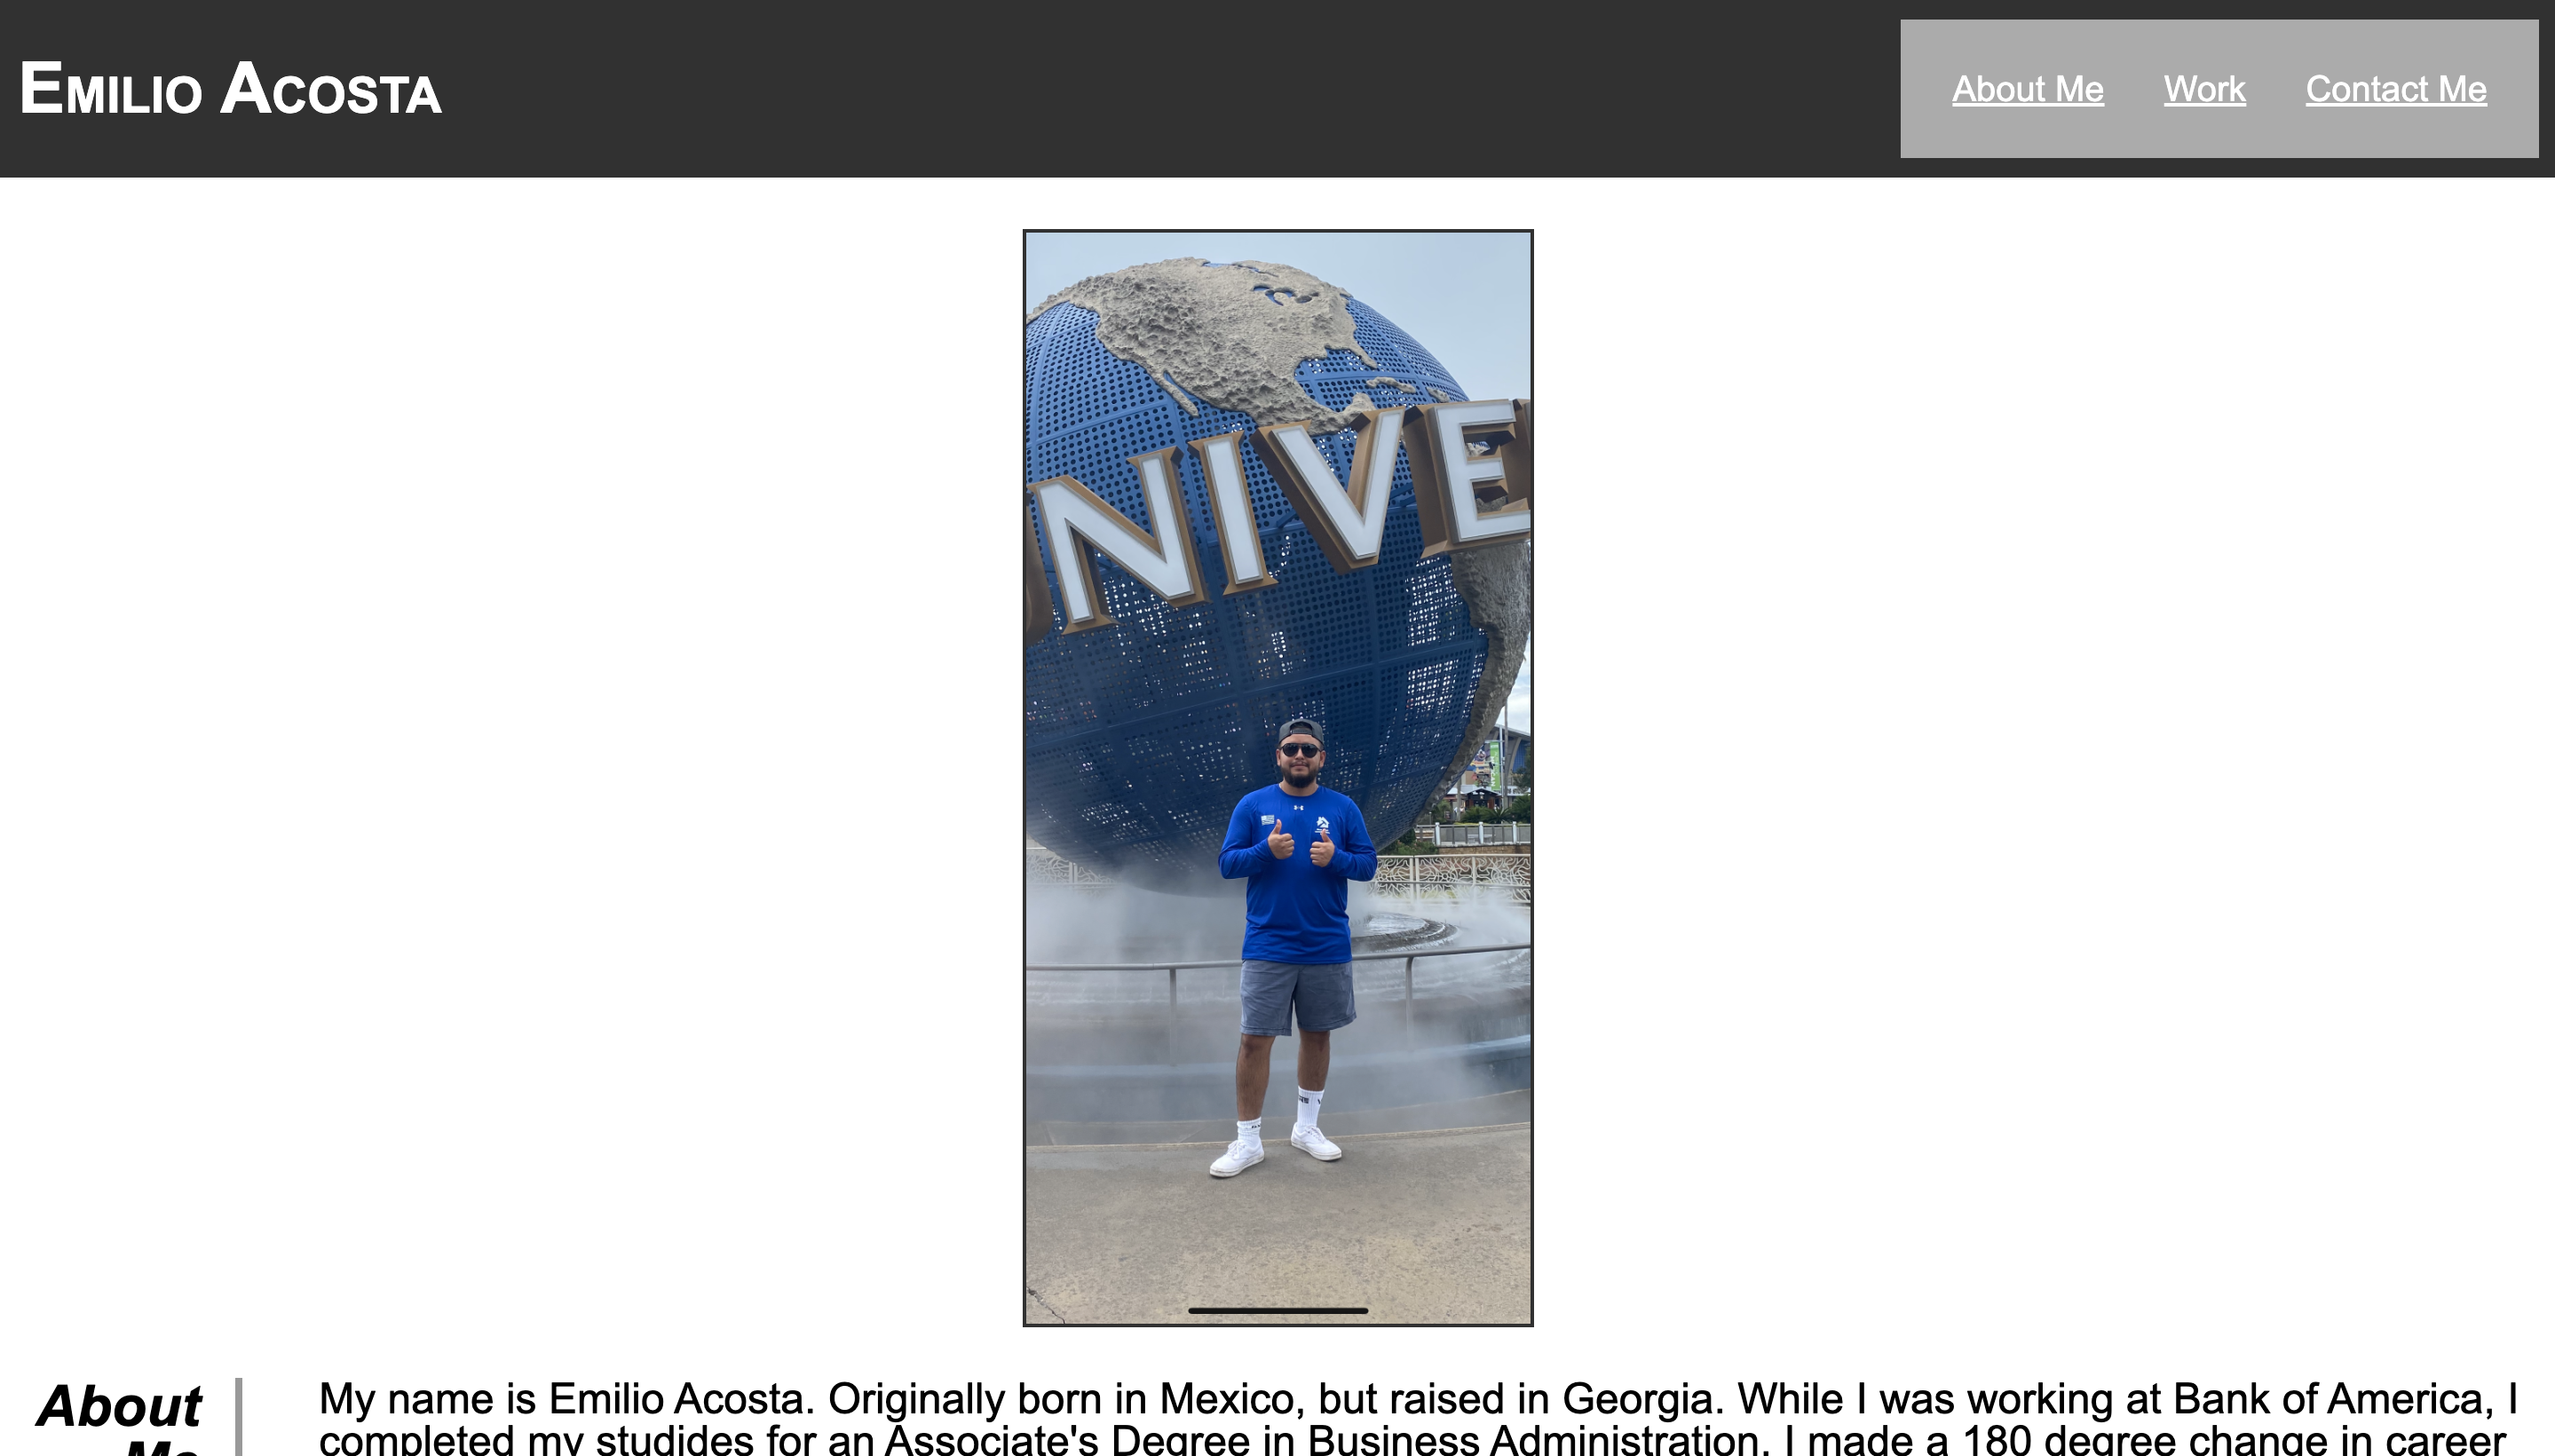 Emilio Acosta
About Me Work Contact Me
NIVE
About
Me
My name is Emilio Acosta. Originally born in Mexico, but raised in Georgia. While I was working at Bank of America, I
completed my studides for an Associate's Degree in Business Administration. I made a 180 degree change in career